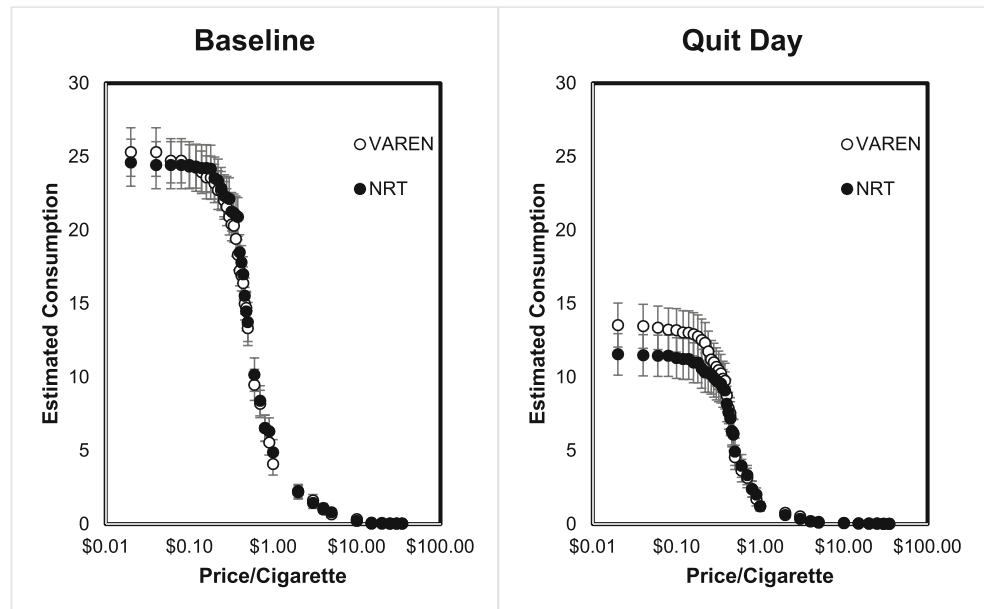 Baseline
Estimated Consumption
30
25
20
15
10
5
0
VAREN
NRT
$0.01 $0.10 $1.00 $10.00 $100.00
Price/Cigarette
Quit Day
Estimated Consumption
30
25
20
15
10
5
0
VAREN
NRT
$0.01 $0.10 $1.00 $10.00 $100.00
Price/Cigarette